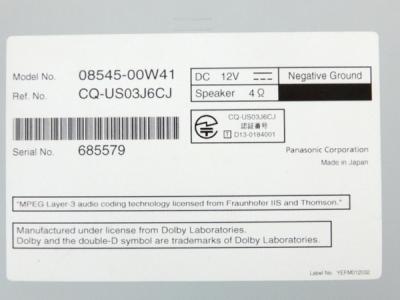 Model No. 08545-00W41
Ref. No. CQ-US03J6CJ
DC 12V
Negative Ground
Speaker 4Ω
CQ-US03J6CJ
認証番号
T D13-0184001
Serial No. 685579
Panasonic Corporation
Made in Japan
"MPEG Layer-3 audio coding technology licensed from Fraunhofer IIS and Thomson."
Manufactured under license from Dolby Laboratories.
Dolby and the double-D symbol are trademarks of Dolby Laboratories.
Label No. YEFM012032